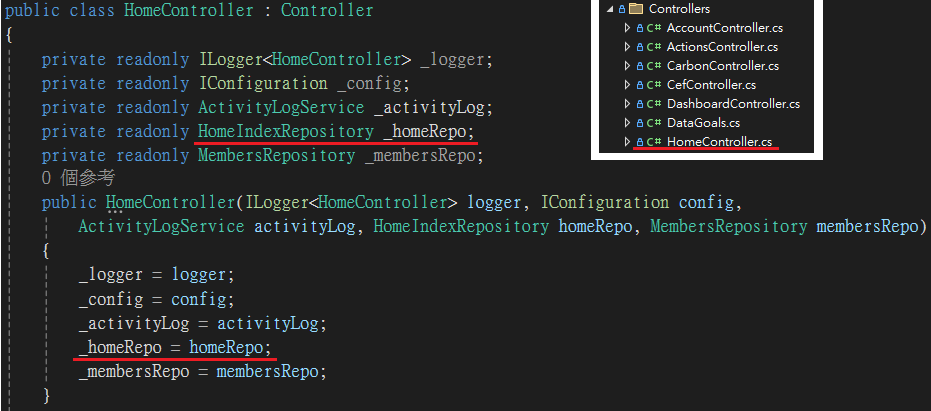 public class HomeController : Controller
{
private readonly ILogger<HomeController> _logger;
private readonly IConfiguration _config;
private readonly ActivityLogService _activityLog;
private readonly HomeIndexRepository _homeRepo;
private readonly MembersRepository _membersRepo;
0 個參考
public HomeController(ILogger<HomeController> logger, IConfiguration config,
ActivityLogService activityLog, HomeIndexRepository homeRepo, MembersRepository membersRepo)
{
_logger = logger;
_config = config;
_activityLog = activityLog;
_homeRepo = homeRepo;
_membersRepo = membersRepo;
}
Controllers
C# AccountController.cs
C# ActionsController.cs
C# CarbonController.cs
C# CefController.cs
C# DashboardController.cs
C# DataGoals.cs
C# HomeController.cs